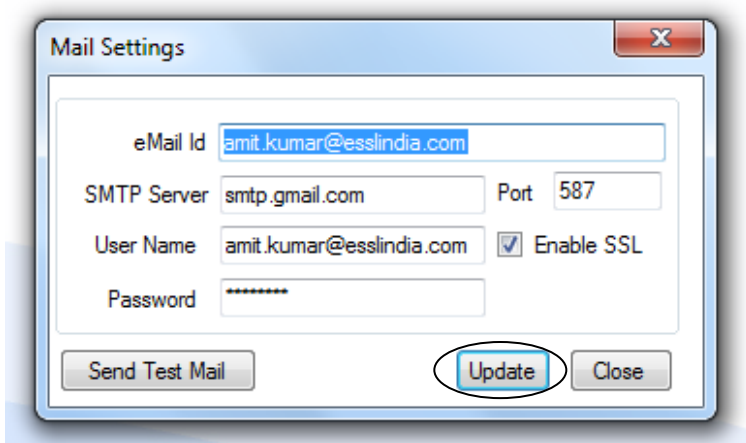 Mail Settings
eMail Id amit.kumar@esslindia.com
SMTP Server smtp.gmail.com Port 587
User Name amit.kumar@esslindia.com Enable SSL
Password ********
Send Test Mail Update Close